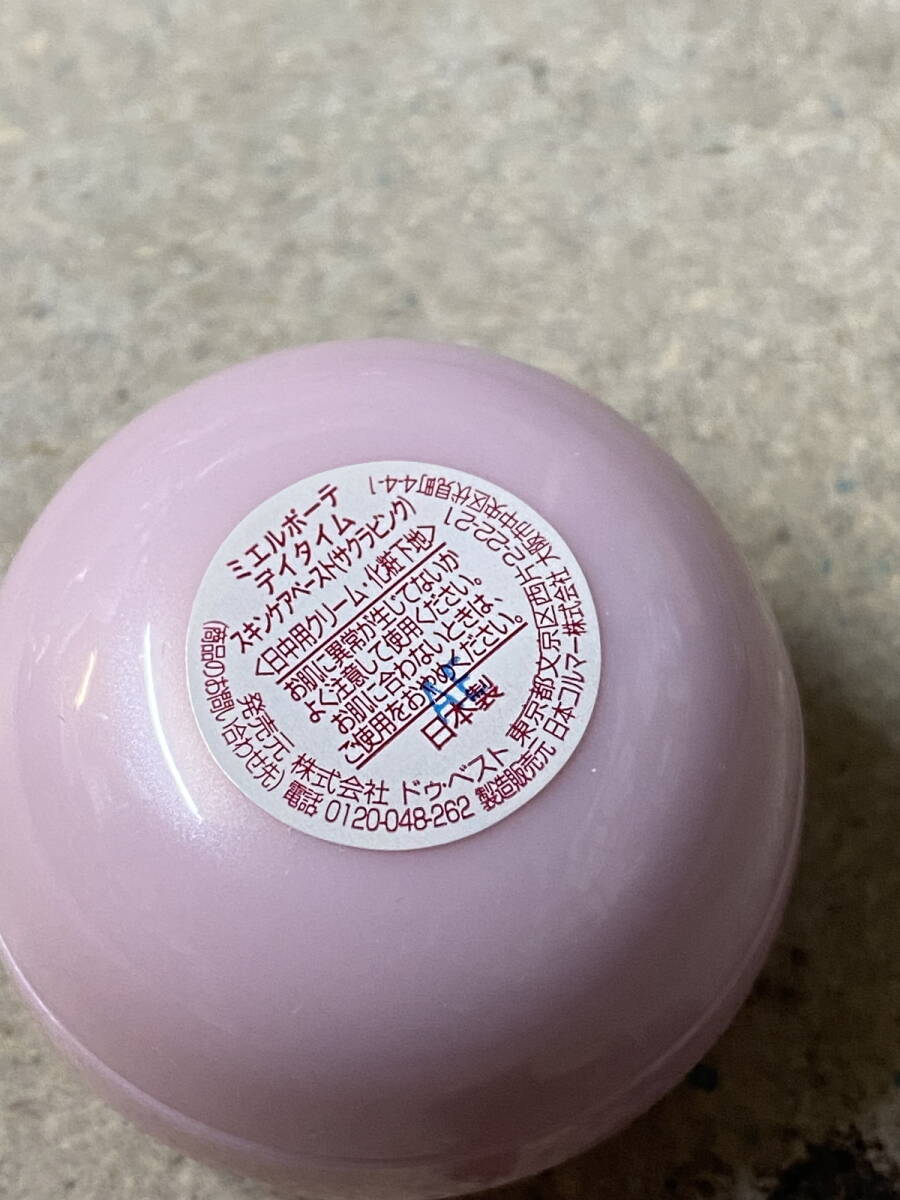 ミエルボーテ
デイタイム
スキンケアベースト(サクラピンク)
〈日中用クリーム・化粧下地〉
お肌に異常が生じてないか
よく注意して使用ください。
お肌に合わないときは、
ご使用をおやめください。
日本製
発売元 株式会社 ドゥ・ベスト 東京都文京区西片2-22-21
(商品のお問い合わせ先) 電話 0120-048-262 製造販売元 日本コルマー株式会社 大阪市中央区伏見町4-4-1